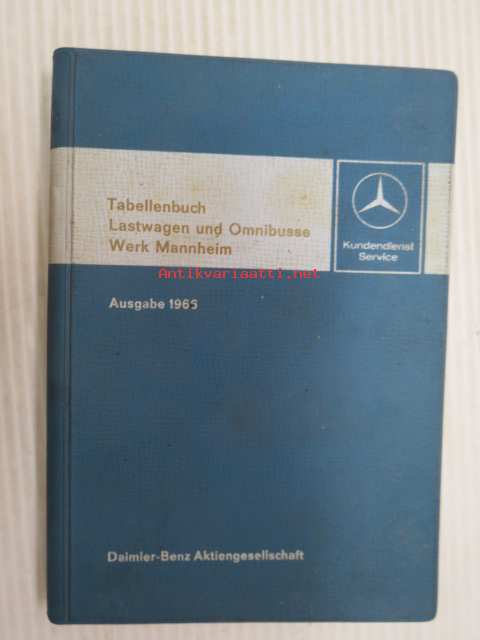 Tabellenbuch
Lastwagen und Omnibusse
Werk Mannheim
Kundendienst
Service
Antikvariaatti.net
Ausgabe 1965
Daimler-Benz Aktiengesellschaft